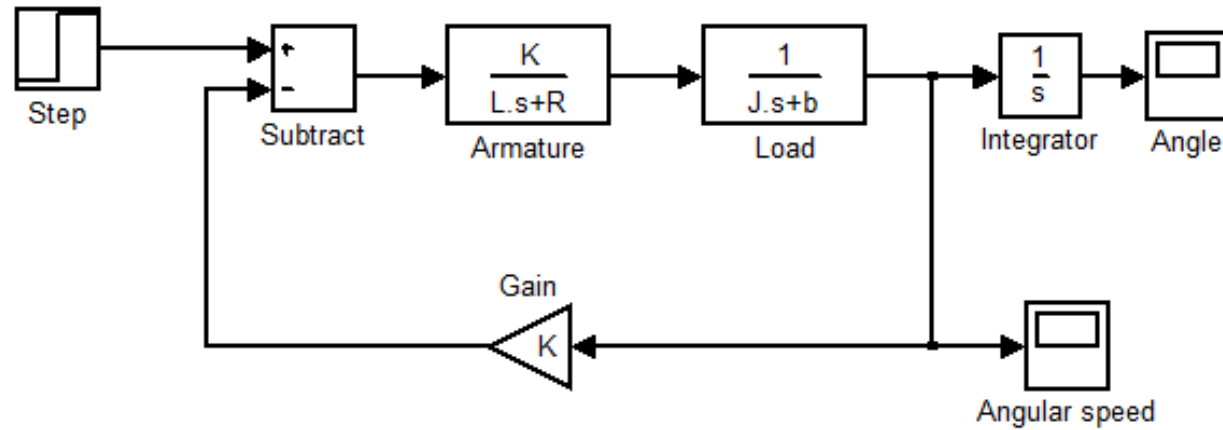 +
-
Step
Subtract
K
L.s+R
Armature
1
J.s+b
Load
1
s
Integrator
Angle
Gain
K
Angular speed